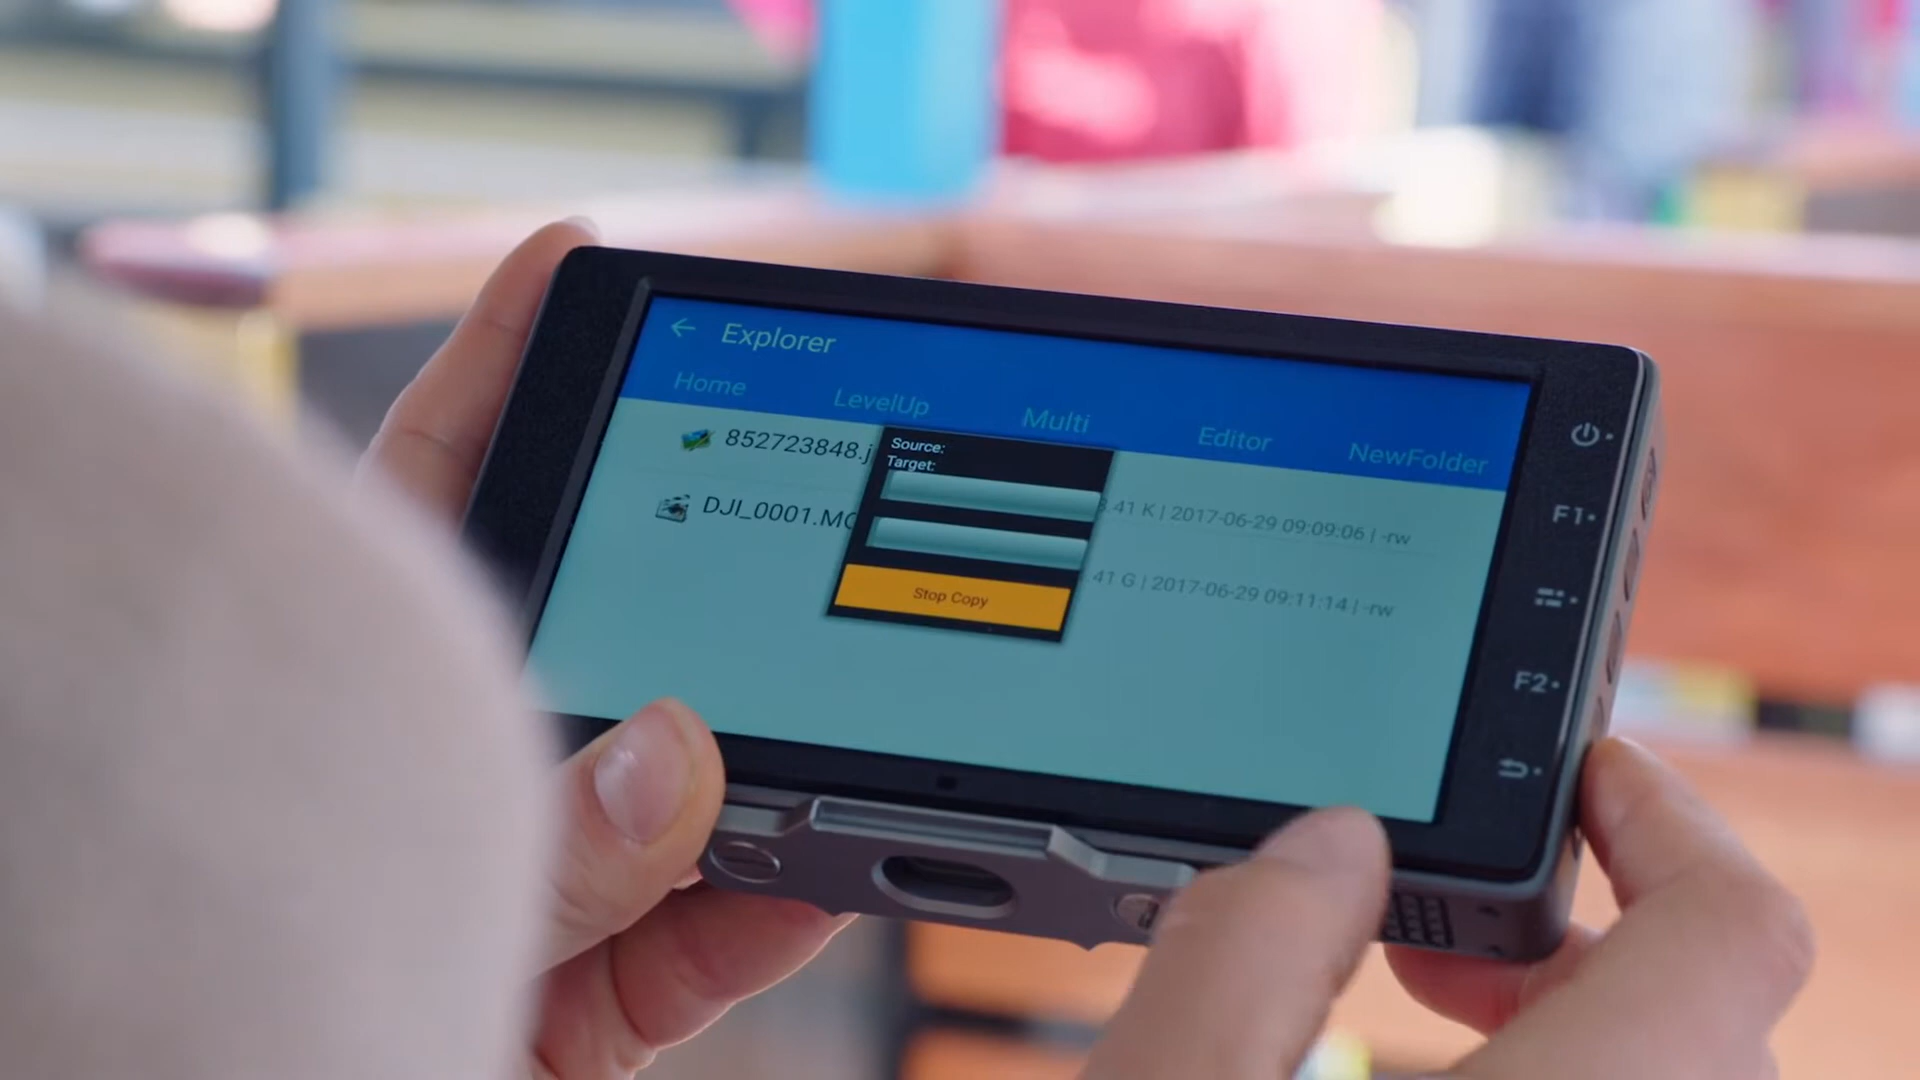 Explorer
Home LevelUp Multi Editor NewFolder
852723848.j
Source:
Target:
.41 K | 2017-06-29 09:09:06 | -rw
DJI_0001.MO
.41 G | 2017-06-29 09:11:14 | -rw
Stop Copy
F1
F2